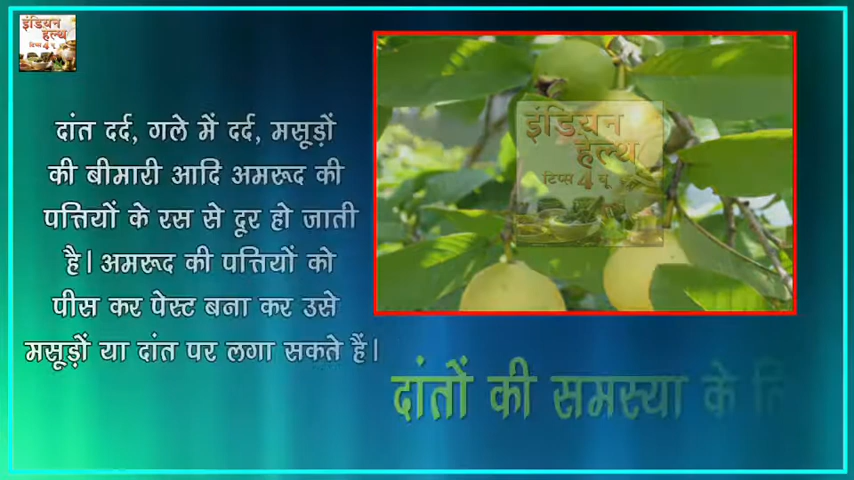 इंडियन
हेल्थ
टिप्स 4 यू
दांत दर्द, गले में दर्द, मसूड़ों
की बीमारी आदि अमरूद की
पत्तियों के रस से दूर हो जाती
है। अमरूद की पत्तियों को
पीस कर पेस्ट बना कर उसे
मसूड़ों या दांत पर लगा सकते हैं।
इंडियन
हेल्थ
टिप्स 4 यू
दांतों की समस्या के